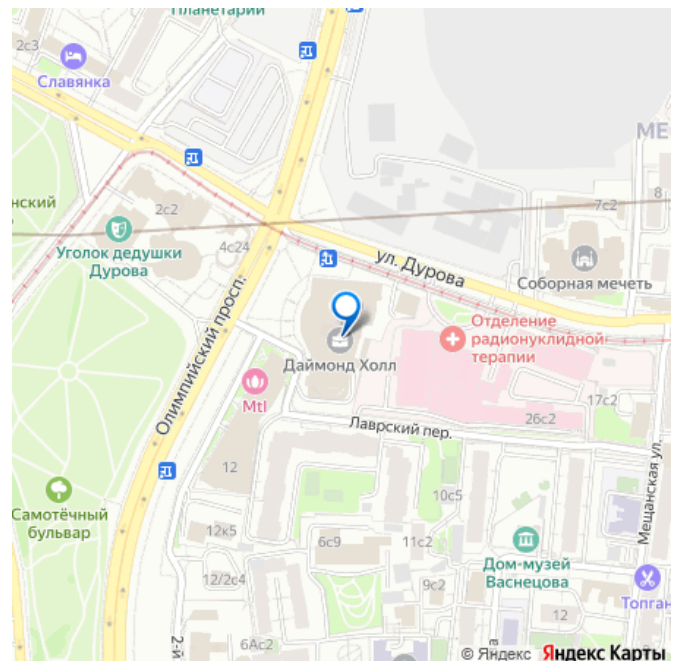 Планетарий
2с3
Славянка
МЕ
нский
2с2
7с2
8
Уголок дедушки
Дурова
4с24
ул. Дурова
Соборная мечеть
Олимпийский просп.
Даймонд Холл
Отделение
радионуклидной
терапии
Mtl
17с2
26с2
Лаврский пер.
12
Мещанская ул.
Самотёчный
бульвар
10с5
12к5
6с9
11с2
Дом-музей
Васнецова
12/2с4
9с2
Топган
12
2-й
6Ас2
© Яндекс Яндекс Карты